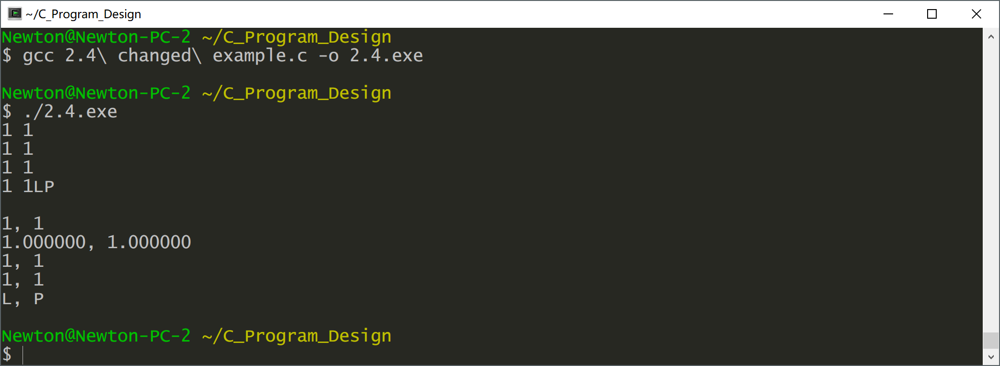 ~/C_Program_Design
Newton@Newton-PC-2 ~/C_Program_Design
$ gcc 2.4\ changed\ example.c -o 2.4.exe
Newton@Newton-PC-2 ~/C_Program_Design
$ ./2.4.exe
1 1
1 1
1 1
1 1LP
1, 1
1.000000, 1.000000
1, 1
1, 1
L, P
Newton@Newton-PC-2 ~/C_Program_Design
$